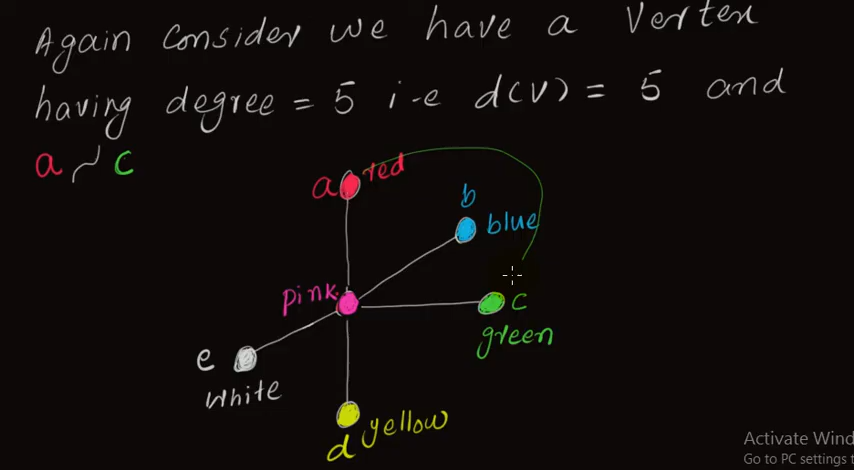 Again Consider we have a Vertex
having degree = 5 i-e d(v) = 5 and
a ~ c
a red
b
blue
pink
c
green
e
white
d yellow
Activate Wind
Go to PC settings t